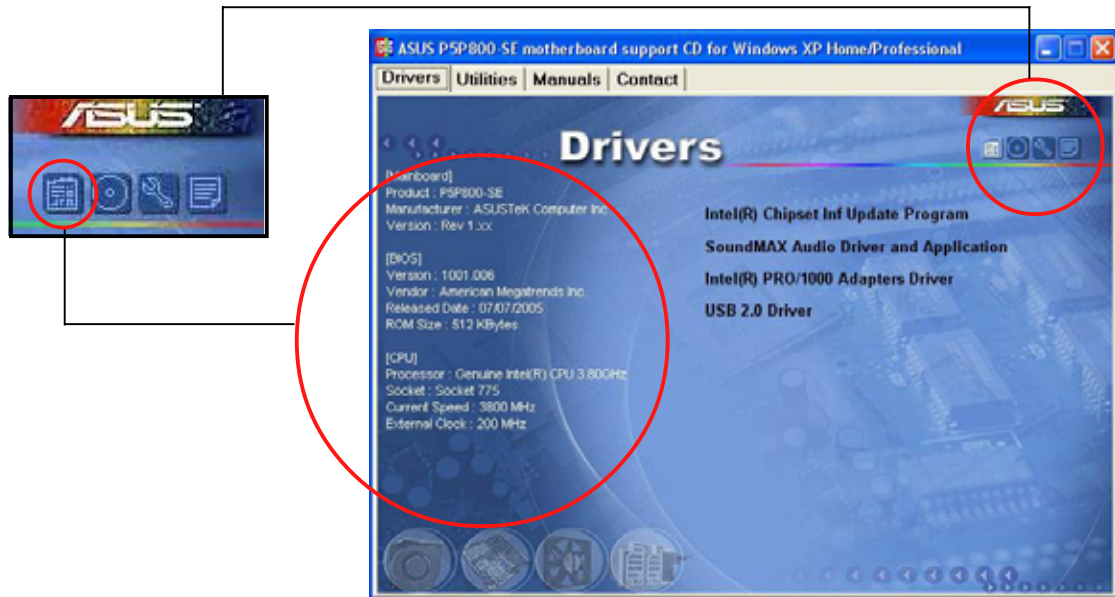 ASUS P5P800-SE motherboard support CD for Windows XP Home/Professional
Drivers Utilities Manuals Contact
ASUS
ASUS
Drivers
[Mainboard]
Product : P5P800-SE
Manufacturer : ASUSTeK Computer Inc
Version : Rev 1.xx
[BIOS]
Version : 1001.006
Vendor : American Megatrends Inc.
Released Date : 07/07/2005
ROM Size : 512 KBytes
[CPU]
Processor : Genuine Intel(R) CPU 3.80GHz
Socket : Socket 775
Current Speed : 3800 MHz
External Clock : 200 MHz
Intel(R) Chipset Inf Update Program
SoundMAX Audio Driver and Application
Intel(R) PRO/1000 Adapters Driver
USB 2.0 Driver